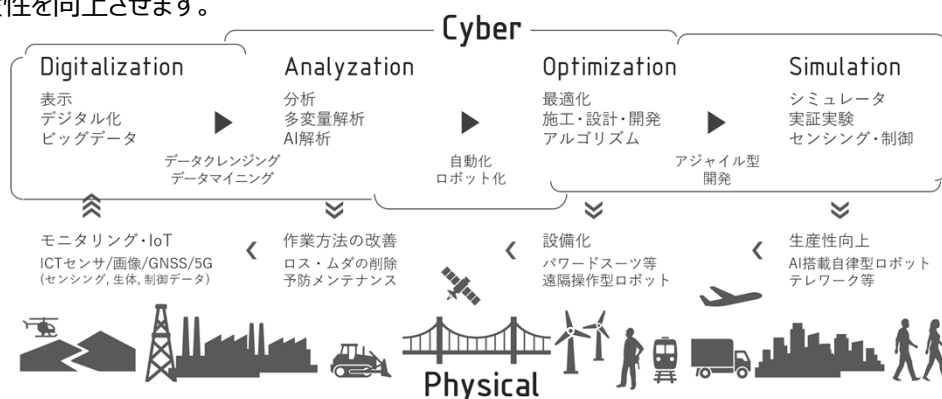 性を向上させます。
Cyber
Digitalization
表示
デジタル化
ビッグデータ
データクレンジング
データマイニング
Analyzation
分析
多変量解析
AI解析
自動化
ロボット化
Optimization
最適化
施工・設計・開発
アルゴリズム
アジャイル型
開発
Simulation
シミュレータ
実証実験
センシング・制御
モニタリング・IoT
ICTセンサ/画像/GNSS/5G
(センシング, 生体, 制御データ)
作業方法の改善
ロス・ムダの削除
予防メンテナンス
設備化
パワードスーツ等
遠隔操作型ロボット
生産性向上
AI搭載自律型ロボット
テレワーク等
Physical